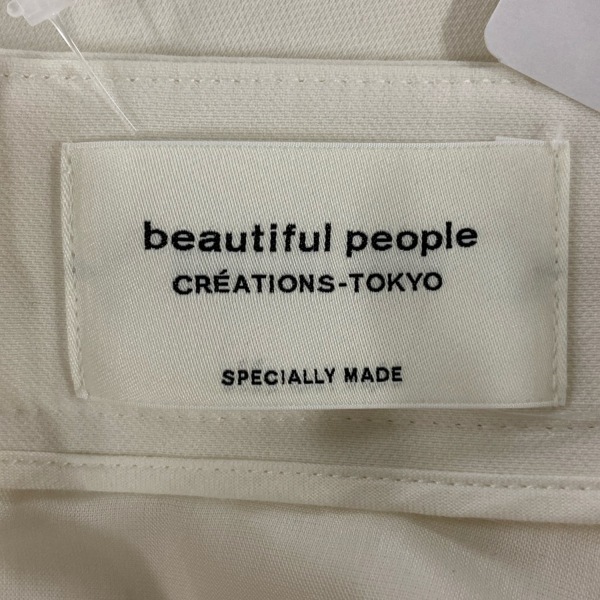 beautiful people
CRÉATIONS-TOKYO
SPECIALLY MADE